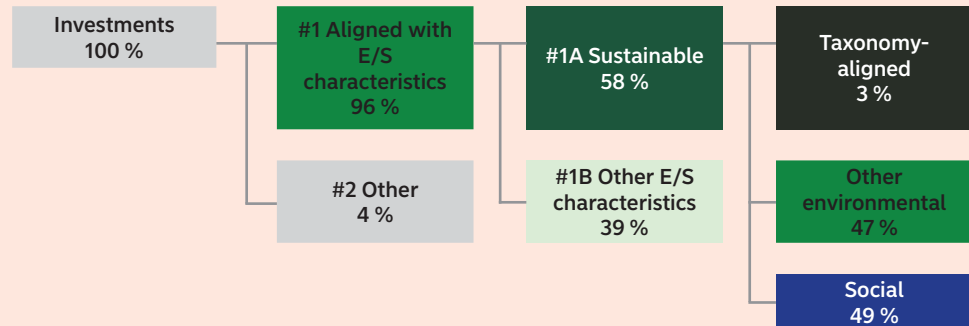 Investments
100 %
#1 Aligned with
E/S
characteristics
96 %
#2 Other
4 %
#1A Sustainable
58 %
#1B Other E/S
characteristics
39 %
Taxonomy-
aligned
3 %
Other
environmental
47 %
Social
49 %